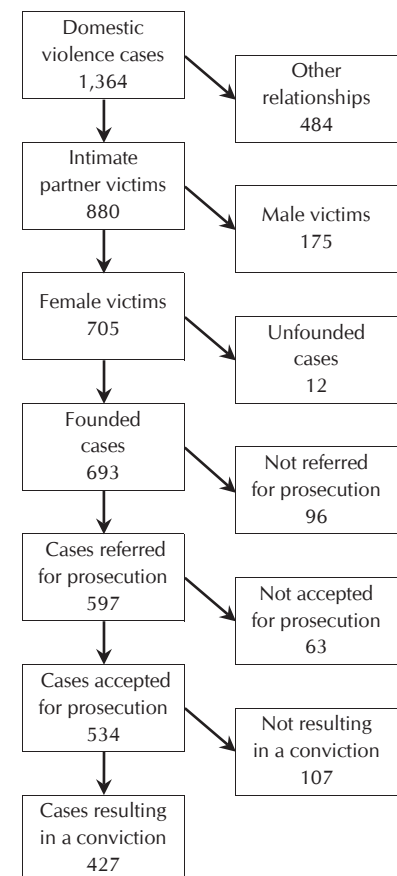 Domestic
violence cases
1,364
Other
relationships
484
Intimate
partner victims
880
Male victims
175
Female victims
705
Unfounded
cases
12
Founded
cases
693
Not referred
for prosecution
96
Cases referred
for prosecution
597
Not accepted
for prosecution
63
Cases accepted
for prosecution
534
Not resulting
in a conviction
107
Cases resulting
in a conviction
427